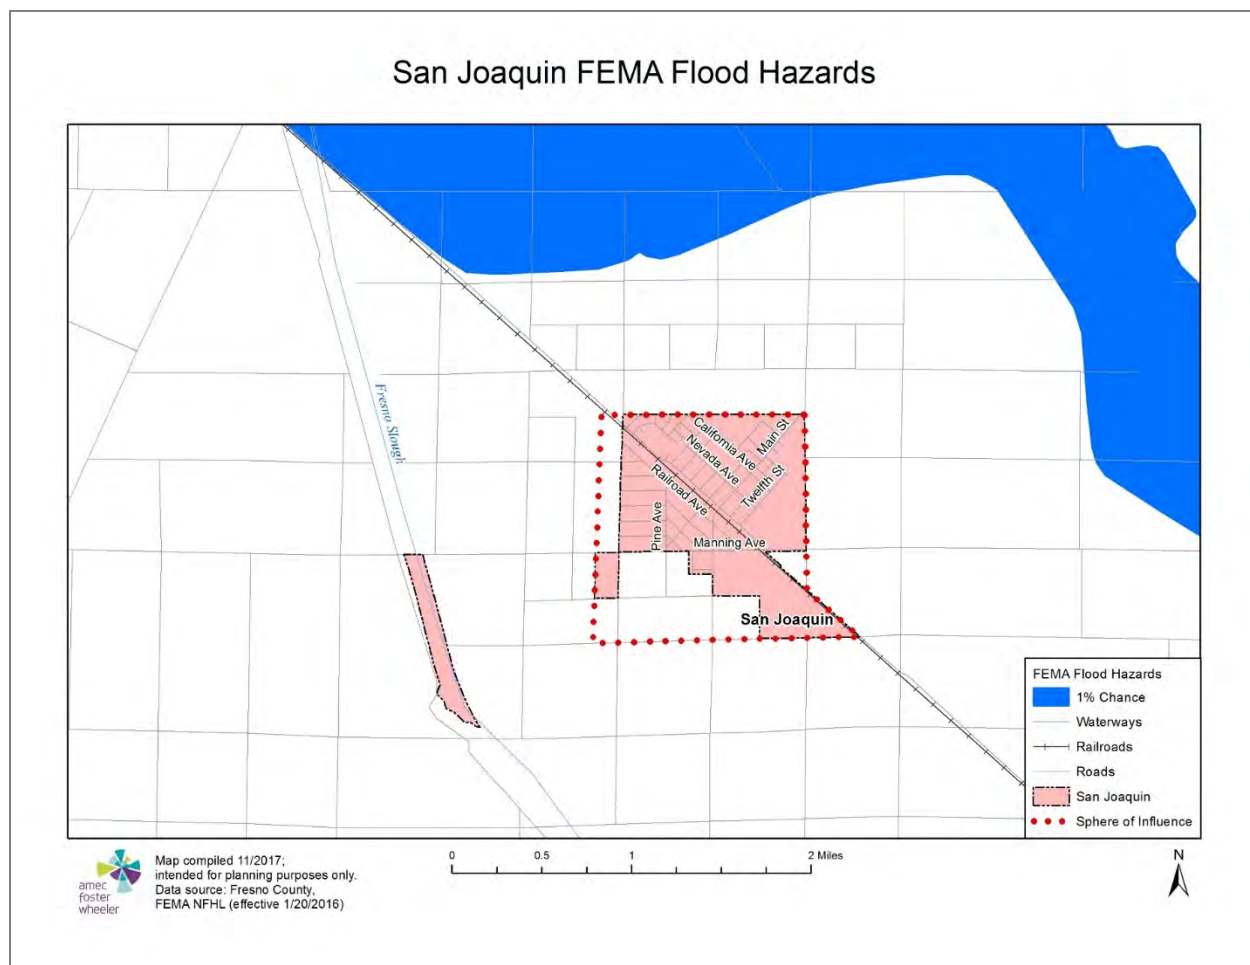 San Joaquin FEMA Flood Hazards
Fresno Slough
California Ave
Main St
Nevada Ave
Twelfth St
Railroad Ave
Pine Ave
Manning Ave
San Joaquin
FEMA Flood Hazards
1% Chance
Waterways
Railroads
Roads
San Joaquin
Sphere of Influence
amec
foster
wheeler
Map compiled 11/2017;
intended for planning purposes only.
Data source: Fresno County,
FEMA NFHL (effective 1/20/2016)
0 0.5 1 2 Miles
N